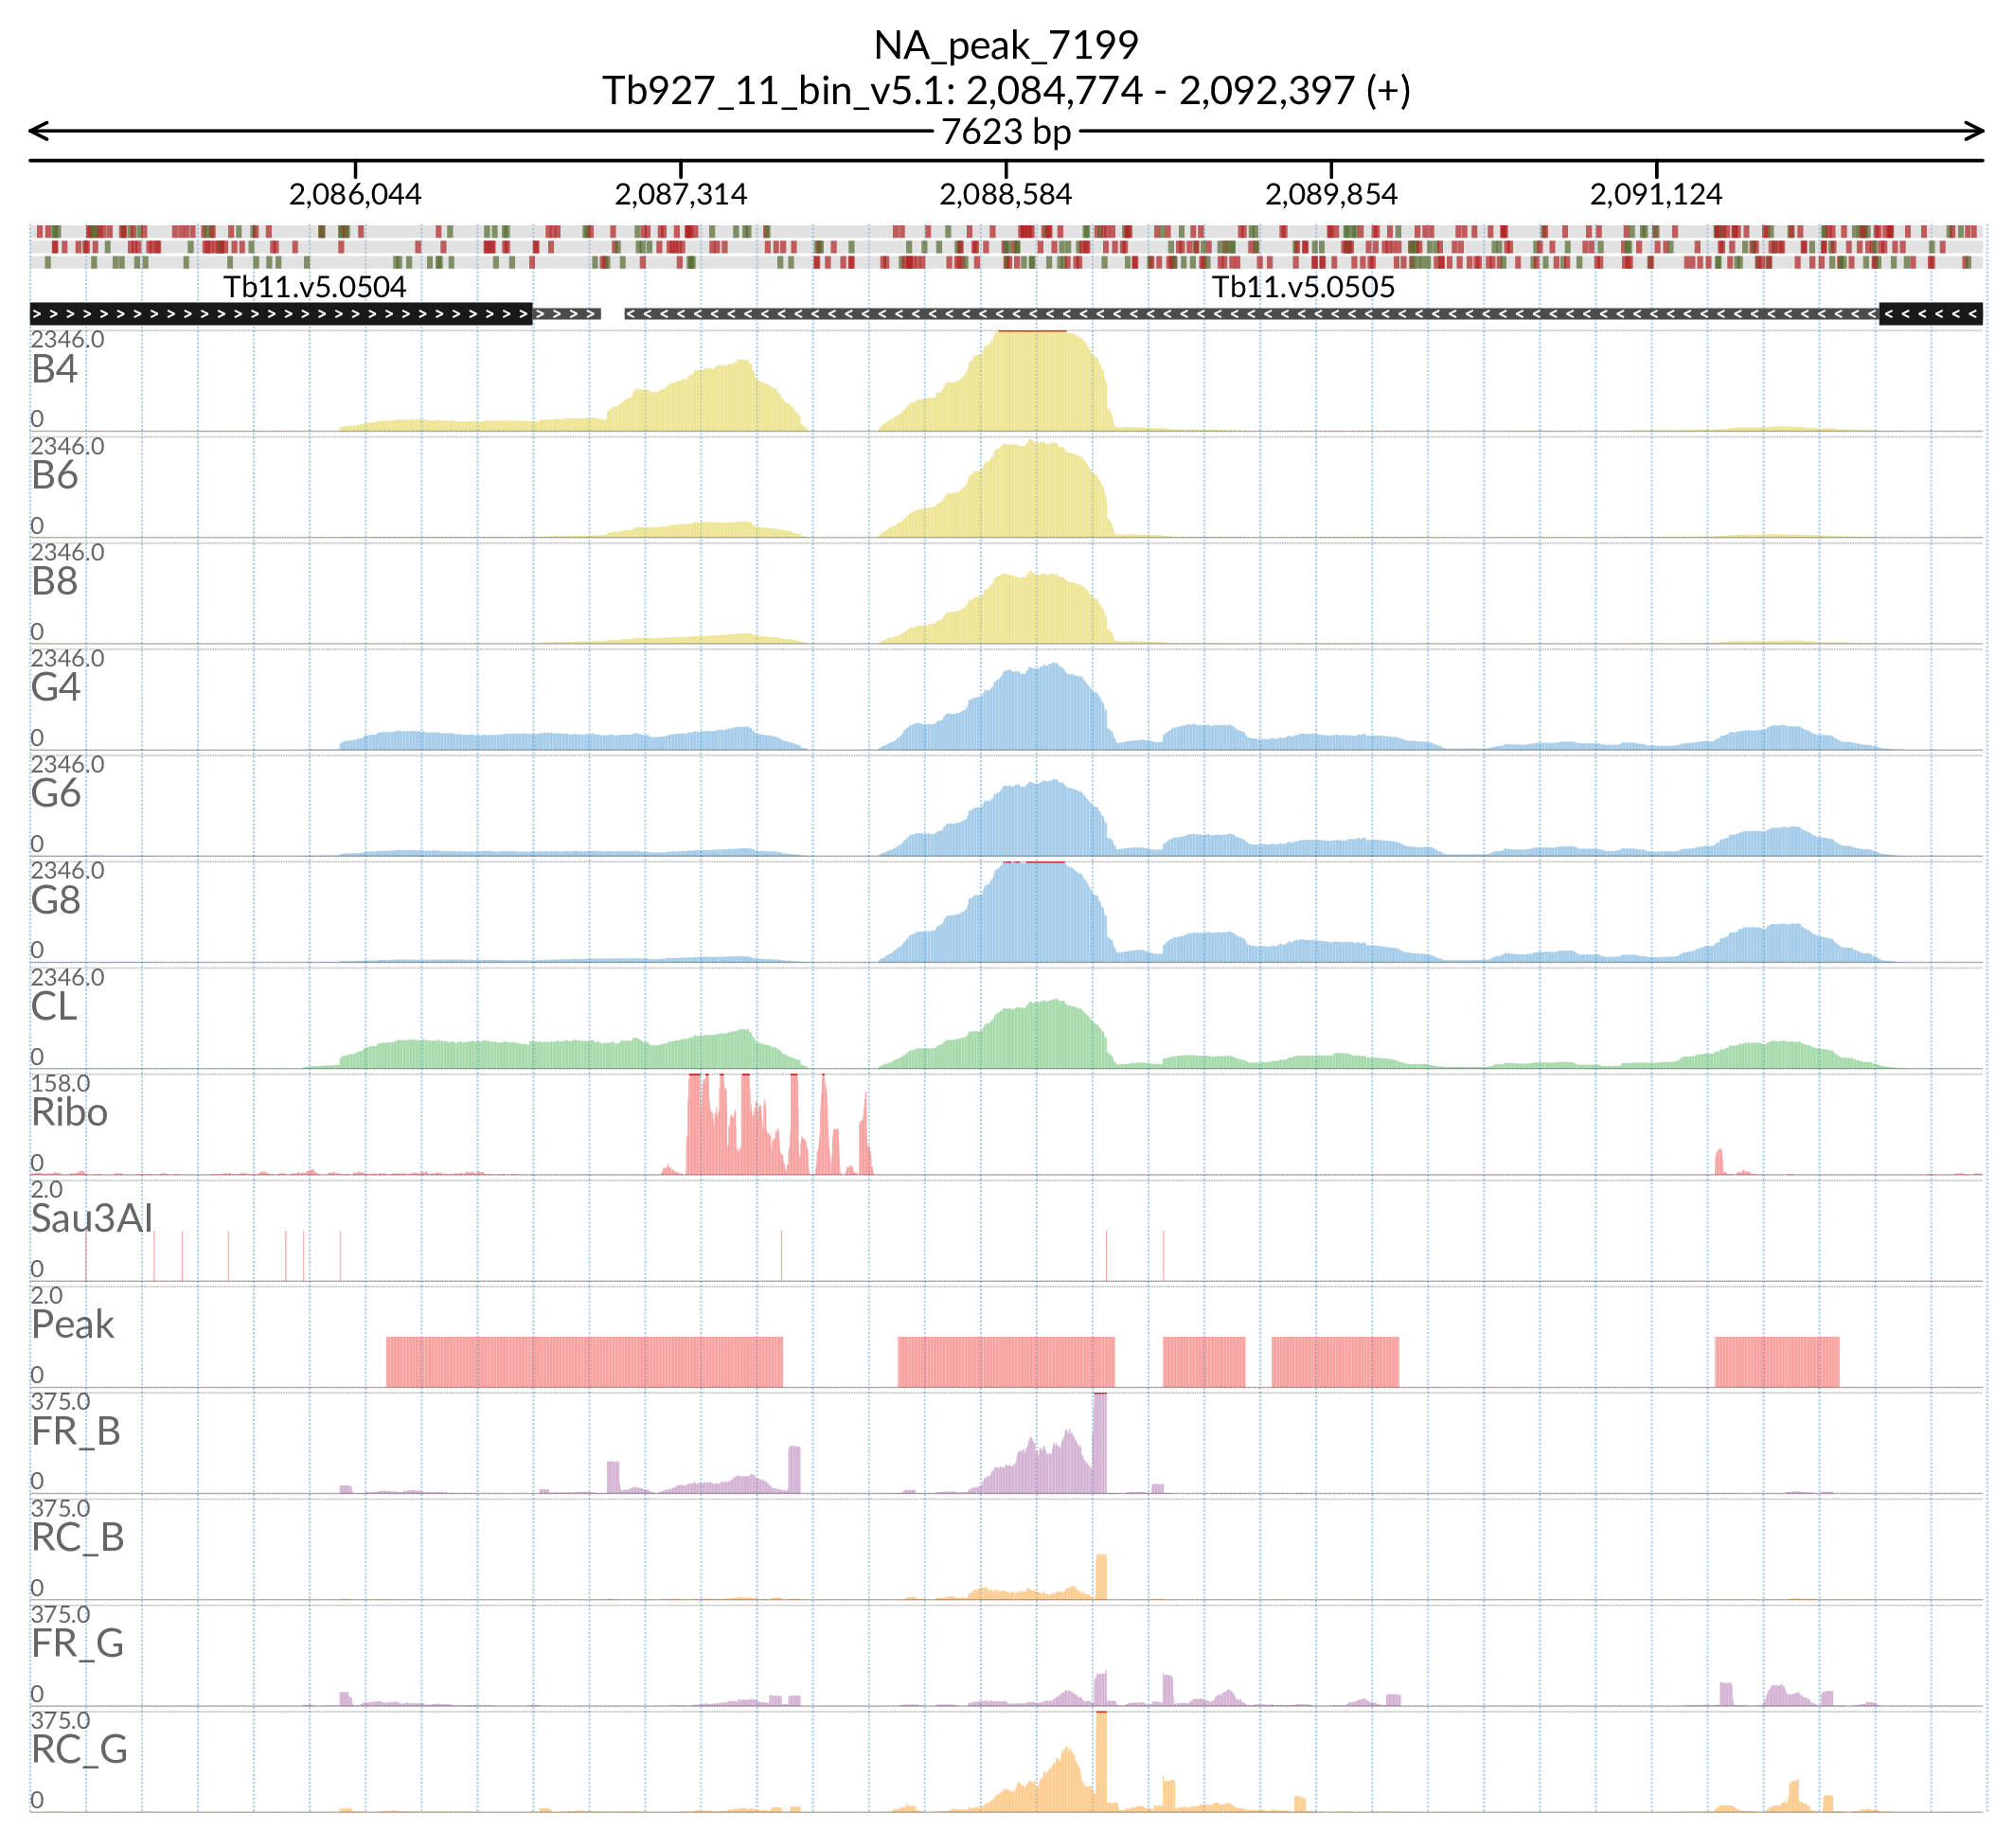 NA_peak_7199
Tb927_11_bin_v5.1: 2,084,774 - 2,092,397 (+)
7623 bp
2,086,044 2,087,314 2,088,584 2,089,854 2,091,124
Tb11.v5.0504 Tb11.v5.0505
2346.0
B4
0
2346.0
B6
0
2346.0
B8
0
2346.0
G4
0
2346.0
G6
0
2346.0
G8
0
2346.0
CL
0
158.0
Ribo
0
2.0
Sau3AI
0
2.0
Peak
0
375.0
FR_B
0
375.0
RC_B
0
375.0
FR_G
0
375.0
RC_G
0